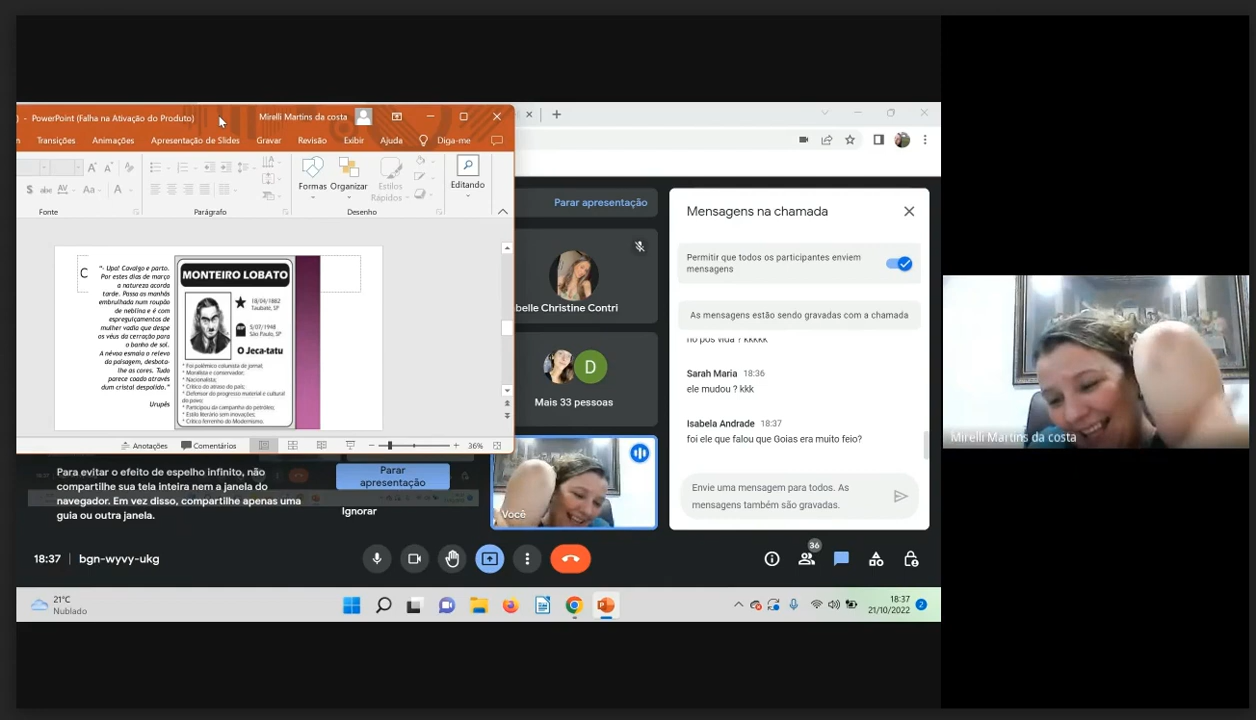 ) - PowerPoint (Falha na Ativação do Produto)
Mirelli Martins da costa
Transições
Animações
Apresentação de Slides
Gravar
Revisão
Exibir
Ajuda
Diga-me
Formas
Organizar
Estilos
Rápidos
Editando
Fonte
Parágrafo
Desenho
C
"- Upa! Cavalgo e parto.
Por estes dias de março
a natureza acorda
tarde. Passa as manhãs
embrulhada num roupão
de neblina e é com
espreguiçamentos de
mulher vadia que despe
os véus da cerração para
o banho de sol.
A névoa esmaia o relevo
da paisagem, desbota-
lhe as cores. Tudo
parece coado através
dum cristal despolido."
Urupês
MONTEIRO LOBATO
18/04/1882
Taubaté, SP
5/07/1948
São Paulo, SP
O Jeca-tatu
* Foi polêmico colunista de jornal;
* Moralista e conservador;
* Nacionalista;
* Crítico do atraso do país;
* Defensor do progresso material e cultural
do povo;
* Participou da campanha do petróleo;
* Estilo literário sem inovações;
* Crítico ferrenho do Modernismo.
Anotações
Comentários
36%
Para evitar o efeito de espelho infinito, não
compartilhe sua tela inteira nem a janela do
navegador. Em vez disso, compartilhe apenas uma
guia ou outra janela.
Parar
apresentação
Ignorar
Parar apresentação
belle Christine Contri
D
Mais 33 pessoas
Você
Mensagens na chamada
Permitir que todos os participantes enviem
mensagens
As mensagens estão sendo gravadas com a chamada
no pós vida ? kkkkk
Sarah Maria 18:36
ele mudou ? kkk
Isabela Andrade 18:37
foi ele que falou que Goias era muito feio?
Envie uma mensagem para todos. As
mensagens também são gravadas.
Mirelli Martins da costa
18:37 | bgn-wyvy-ukg
36
21°C
Nublado
18:37
21/10/2022
2